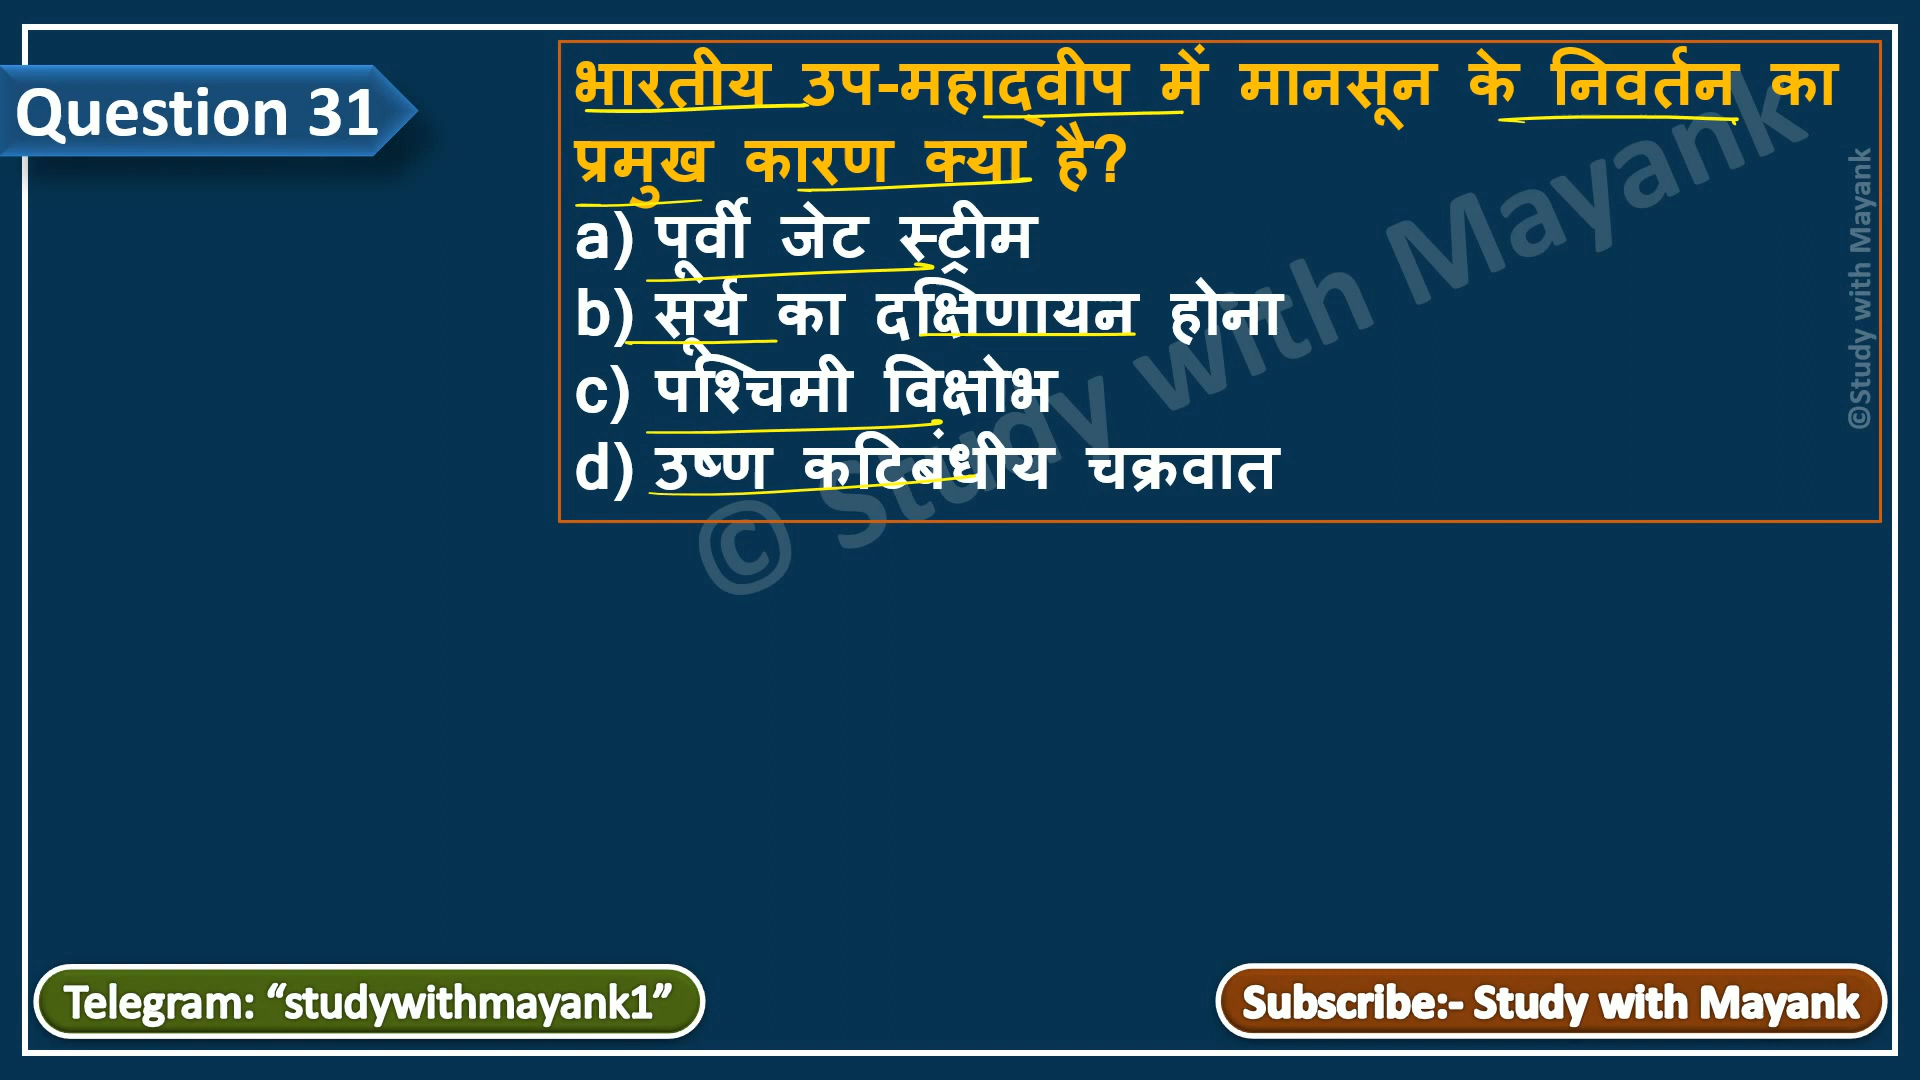 Question 31
भारतीय उप-महाद्वीप में मानसून के निवर्तन का
प्रमुख कारण क्या है?
a) पूर्वी जेट स्ट्रीम
b) सूर्य का दक्षिणायन होना
c) पश्चिमी विक्षोभ
d) उष्ण कटिबंधीय चक्रवात
© Study with Mayank
©Study with Mayank
Telegram: “studywithmayank1”
Subscribe:- Study with Mayank